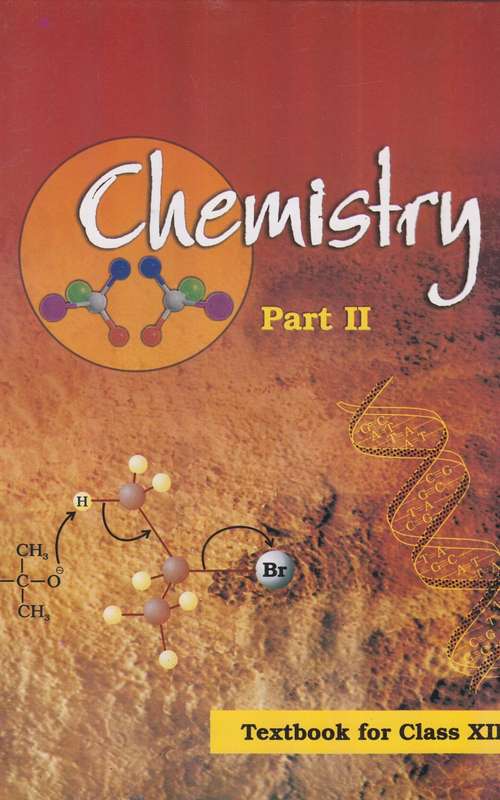 Chemistry
Part II
H
Br
CH₃
C—O⊖
CH₃
Textbook for Class XII